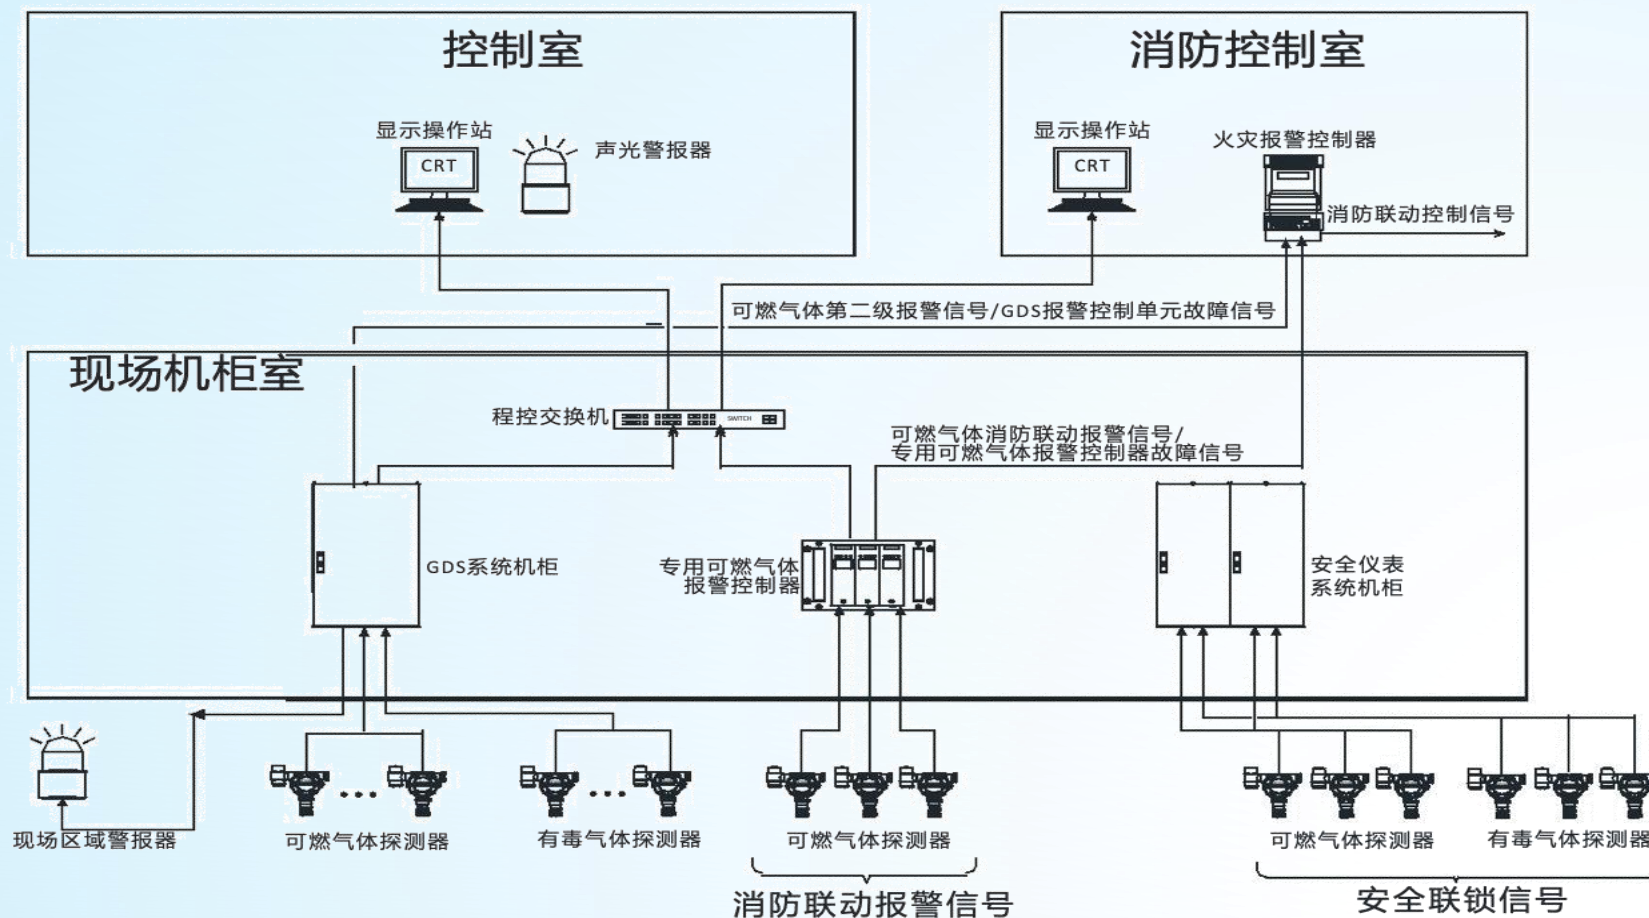 控制室
消防控制室
显示操作站
CRT
声光警报器
显示操作站
CRT
火灾报警控制器
消防联动控制信号
可燃气体第二级报警信号/GDS报警控制单元故障信号
现场机柜室
程控交换机
SWITCH
可燃气体消防联动报警信号/
专用可燃气体报警控制器故障信号
GDS系统机柜
专用可燃气体
报警控制器
安全仪表
系统机柜
现场区域警报器
可燃气体探测器
有毒气体探测器
可燃气体探测器
可燃气体探测器
有毒气体探测器
消防联动报警信号
安全联锁信号